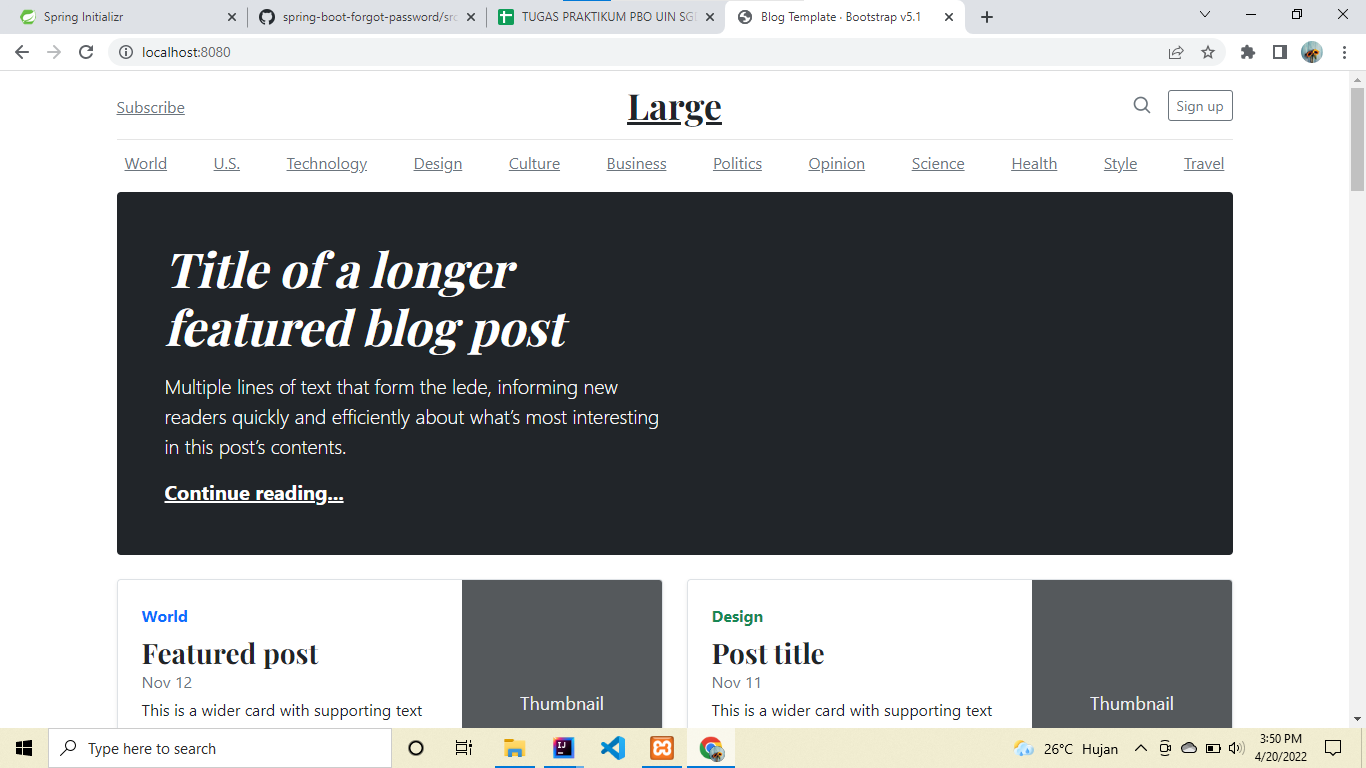 Spring Initializr
spring-boot-forgot-password/src
TUGAS PRAKTIKUM PBO UIN SG
Blog Template · Bootstrap v5.1
localhost:8080
Subscribe
Large
Sign up
World U.S. Technology Design Culture Business Politics Opinion Science Health Style Travel
Title of a longer
featured blog post
Multiple lines of text that form the lede, informing new
readers quickly and efficiently about what's most interesting
in this post's contents.
Continue reading...
World
Featured post
Nov 12
This is a wider card with supporting text
Thumbnail
Design
Post title
Nov 11
This is a wider card with supporting text
Thumbnail
Type here to search
26°C Hujan
3:50 PM
4/20/2022